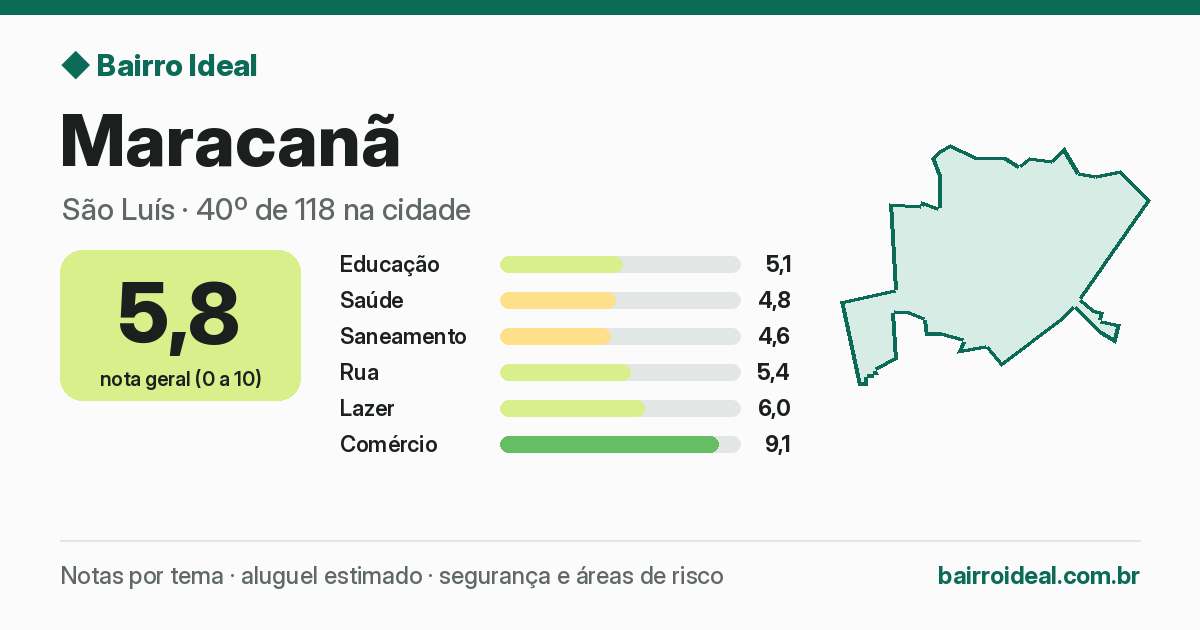 Bairro Ideal
Maracanã
São Luís · 40º de 118 na cidade
5,8
nota geral (0 a 10)
Educação 5,1
Saúde 4,8
Saneamento 4,6
Rua 5,4
Lazer 6,0
Comércio 9,1
Notas por tema · aluguel estimado · segurança e áreas de risco
bairroideal.com.br